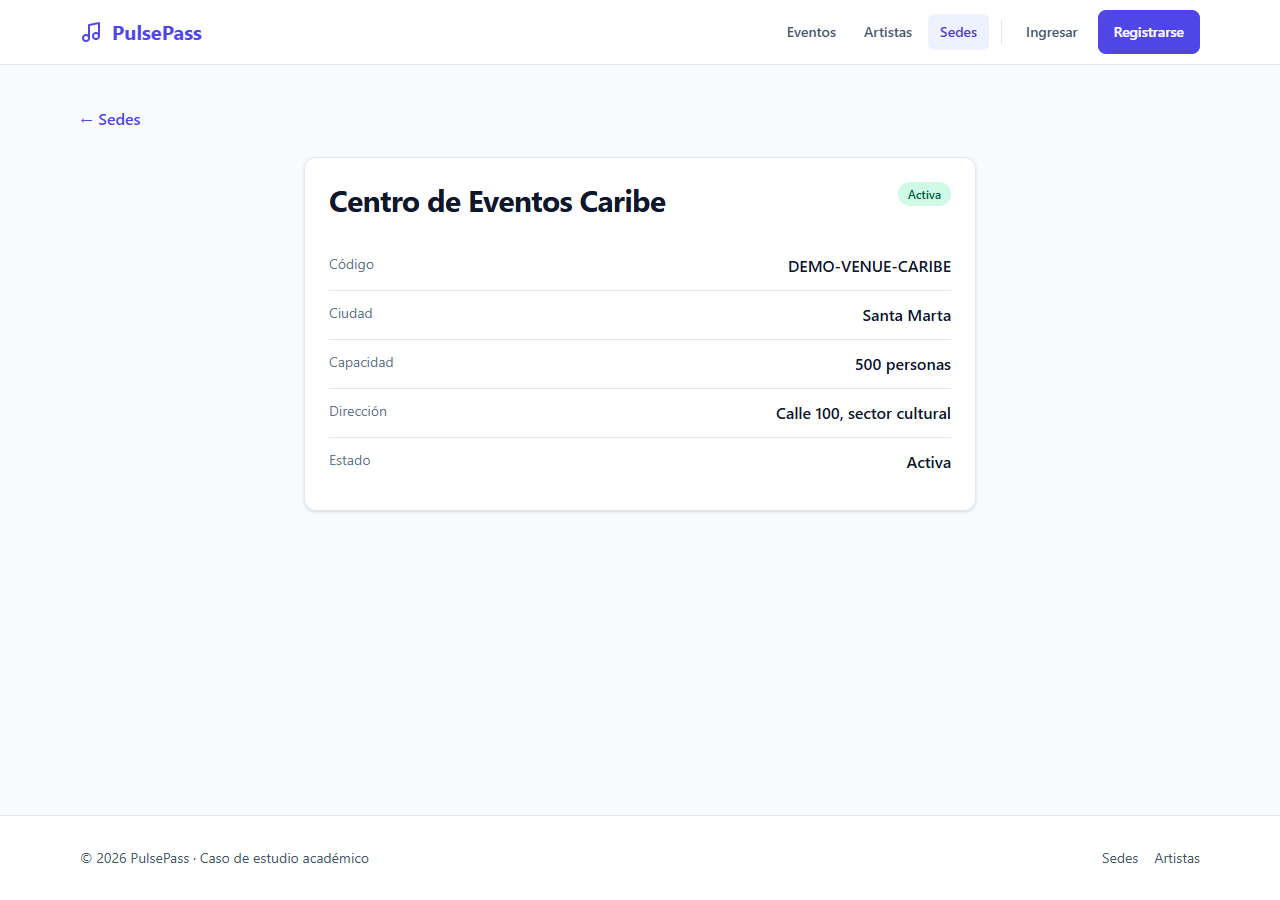 PulsePass
Eventos Artistas Sedes Ingresar Registrarse
← Sedes
Centro de Eventos Caribe Activa
Código DEMO-VENUE-CARIBE
Ciudad Santa Marta
Capacidad 500 personas
Dirección Calle 100, sector cultural
Estado Activa
© 2026 PulsePass · Caso de estudio académico Sedes Artistas